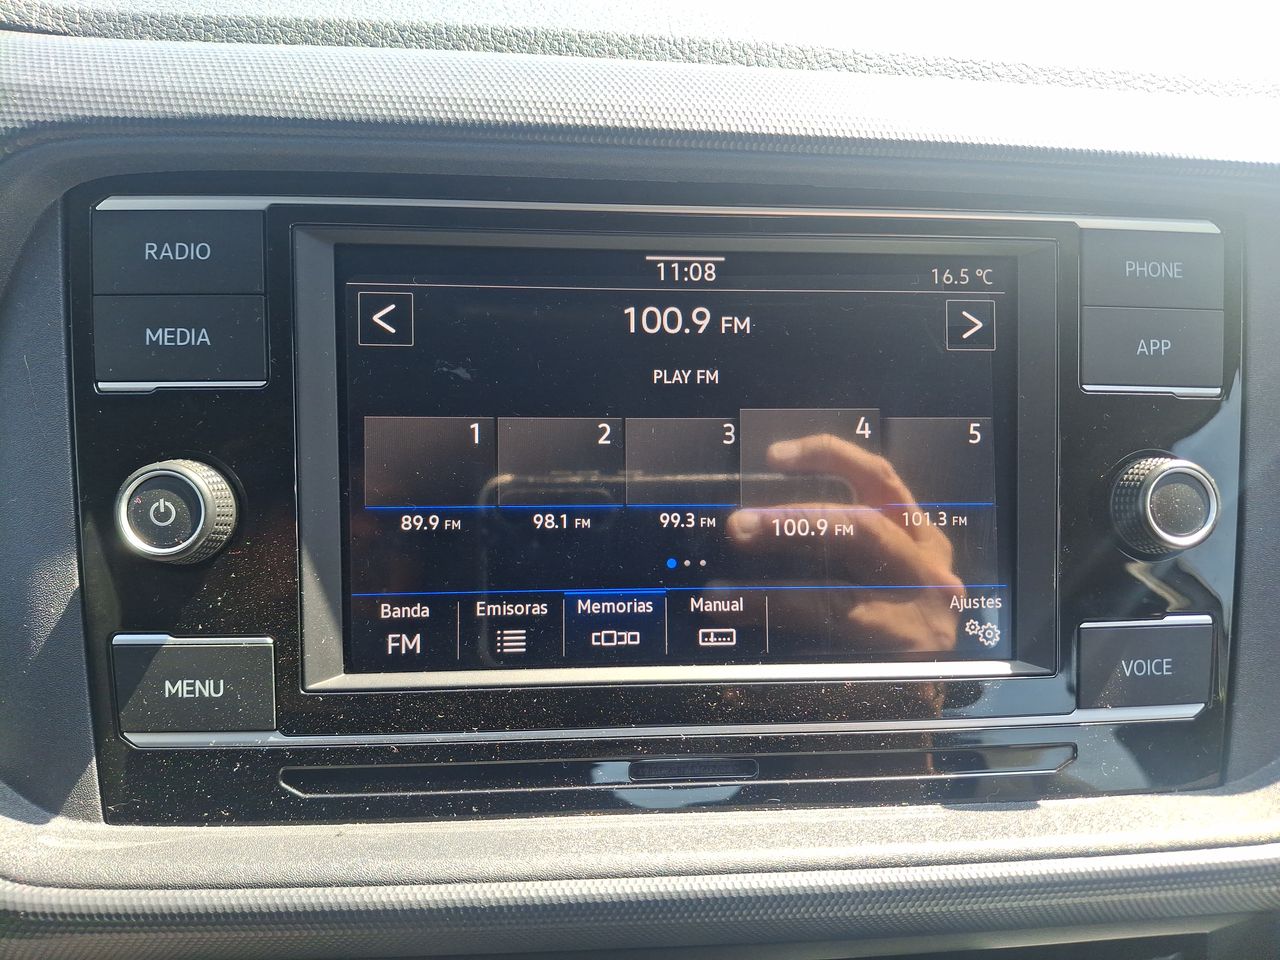 RADIO
MEDIA
MENU
11:08
16.5 °C
<
100.9 FM
>
PLAY FM
1
2
3
4
5
89.9 FM
98.1 FM
99.3 FM
100.9 FM
101.3 FM
Banda
FM
Emisoras
Memorias
Manual
Ajustes
PHONE
APP
VOICE